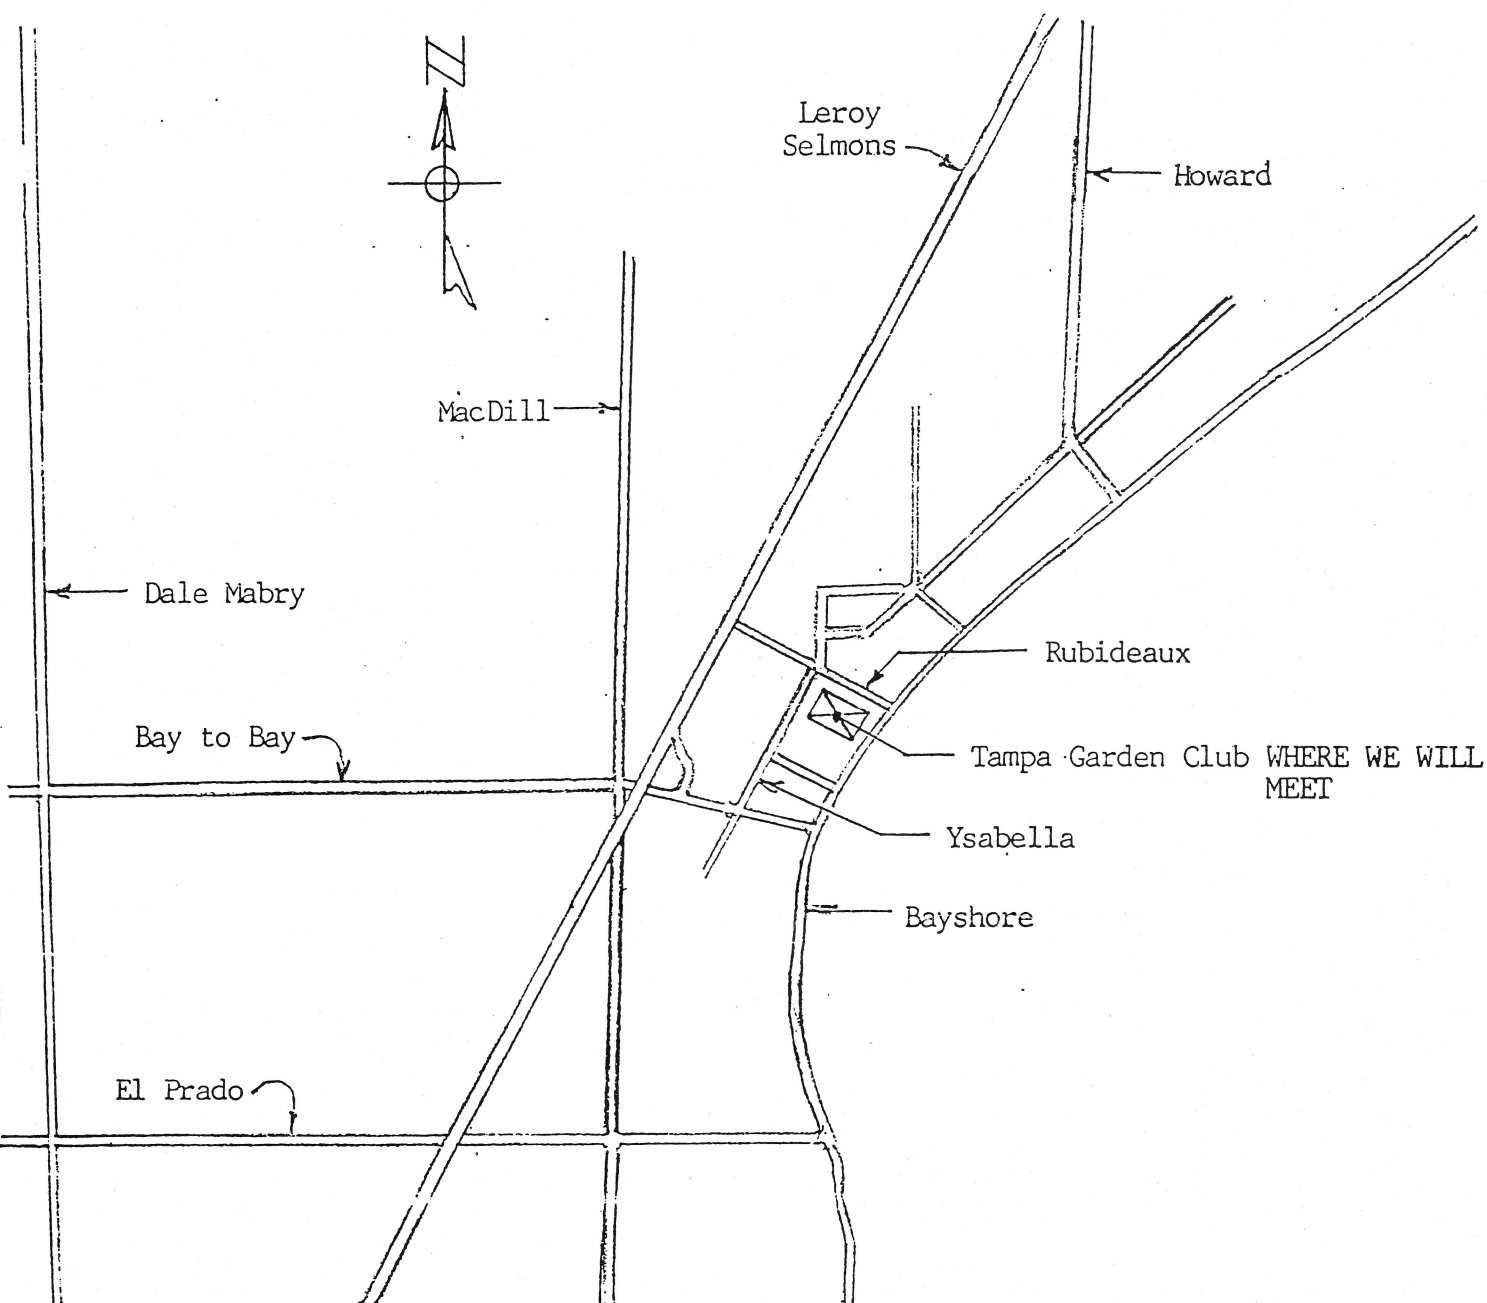 N
Leroy
Selmons
Howard
MacDill
Dale Mabry
Rubideaux
Bay to Bay
Tampa Garden Club WHERE WE WILL
MEET
Ysabella
Bayshore
El Prado